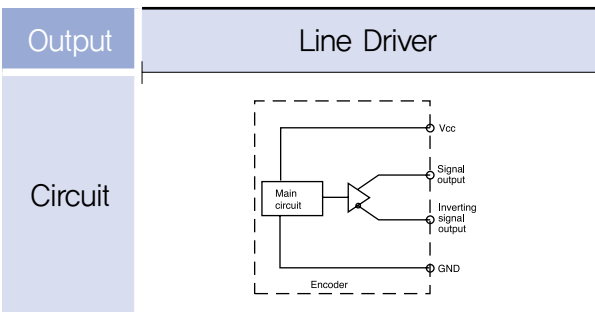 Output
Line Driver
Circuit
Vcc
Signal
output
Main
circuit
Inverting
signal
output
GND
Encoder